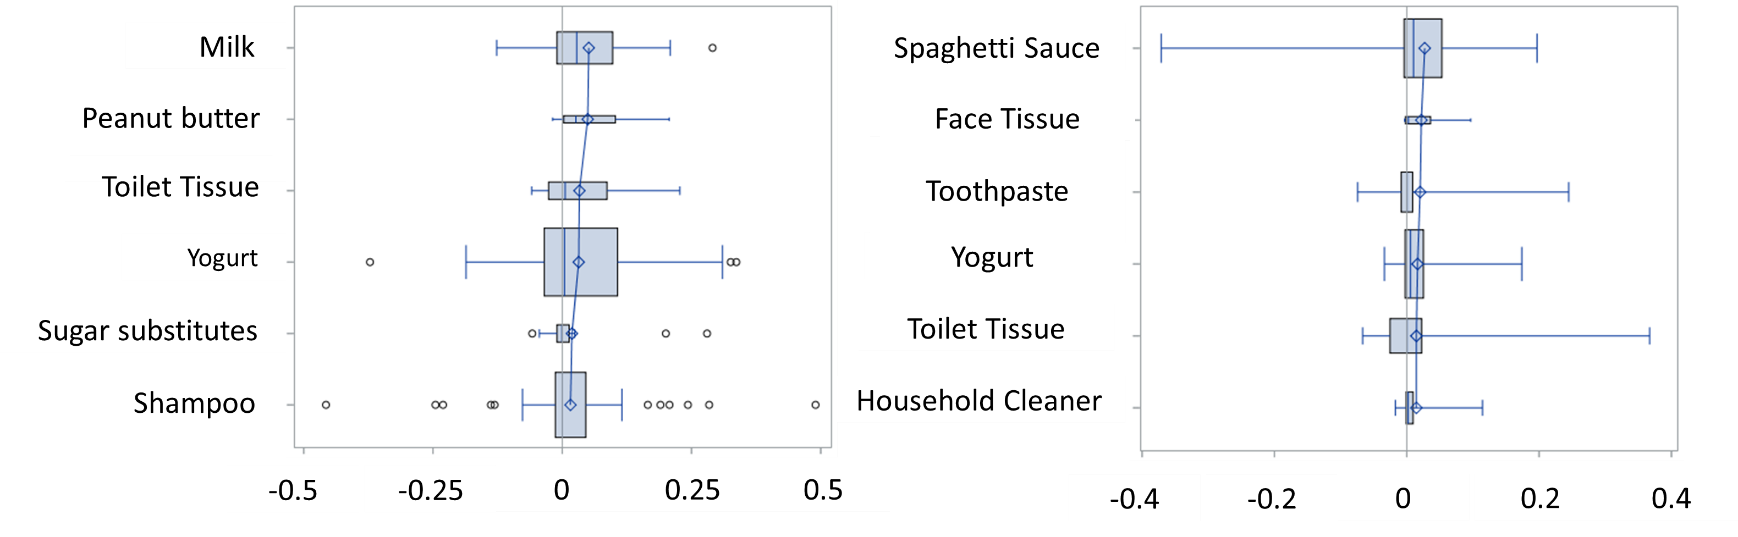 Milk
Peanut butter
Toilet Tissue
Yogurt
Sugar substitutes
Shampoo
-0.5 -0.25 0 0.25 0.5
Spaghetti Sauce
Face Tissue
Toothpaste
Yogurt
Toilet Tissue
Household Cleaner
-0.4 -0.2 0 0.2 0.4